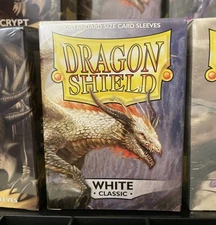 STANDARD SIZE CARD SLEEVES
DRAGON
SHIELD
WHITE
• CLASSIC •
CRYPT